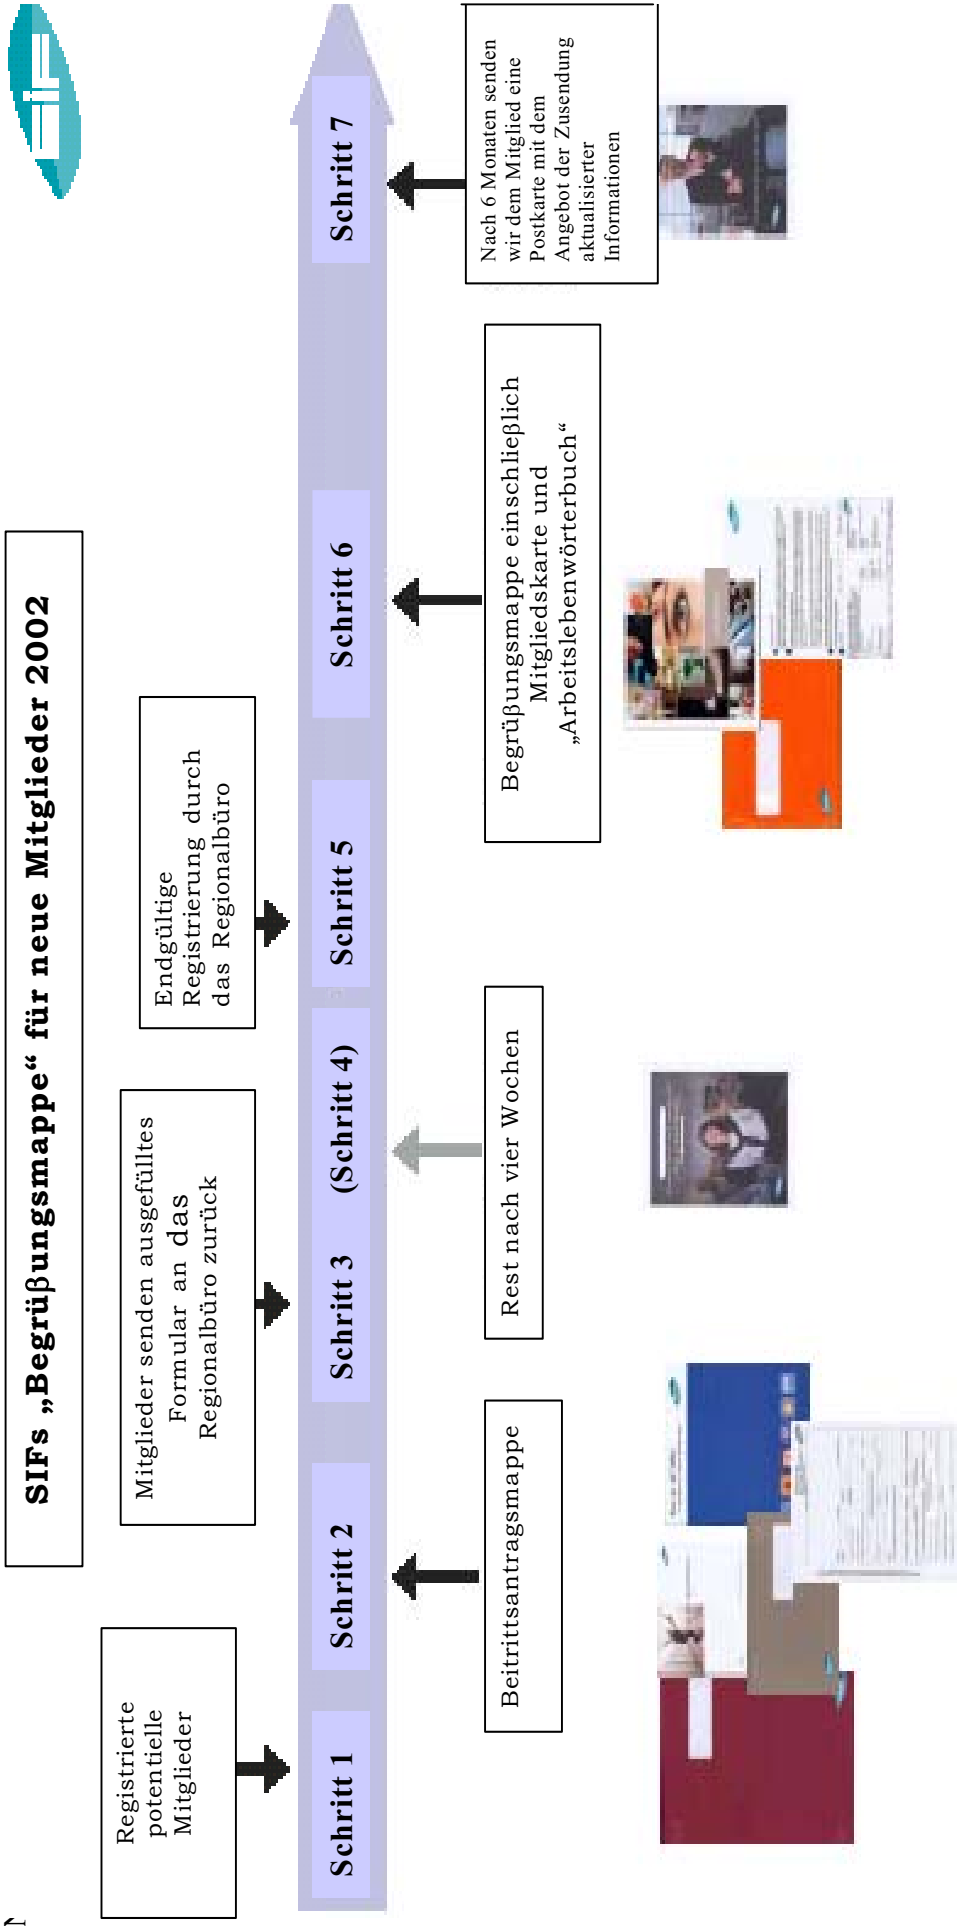 SIFs „Begrüßungsmappe“ für neue Mitglieder 2002
Registrierte
potentielle
Mitglieder
Mitglieder senden ausgefülltes
Formular an das
Regionalbüro zurück
Endgültige
Registrierung durch
das Regionalbüro
Schritt 1
Schritt 2
Schritt 3
(Schritt 4)
Schritt 5
Schritt 6
Schritt 7
Beitrittsantragsmappe
Rest nach vier Wochen
Begrüßungsmappe einschließlich
Mitgliedskarte und
„Arbeitslebenwörterbuch“
Nach 6 Monaten senden
wir dem Mitglied eine
Postkarte mit dem
Angebot der Zusendung
aktualisierter
Informationen